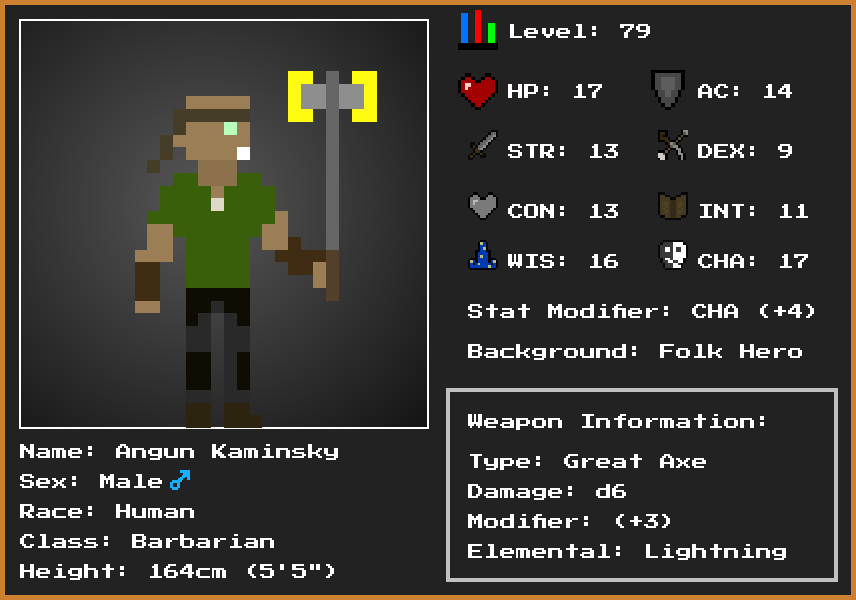 Level: 79
HP: 17 AC: 14
STR: 13 DEX: 9
CON: 13 INT: 11
WIS: 16 CHA: 17
Stat Modifier: CHA (+4)
Background: Folk Hero
Weapon Information:
Type: Great Axe
Damage: d6
Modifier: (+3)
Elemental: Lightning
Name: Angun Kaminsky
Sex: Male♂
Race: Human
Class: Barbarian
Height: 164cm (5'5")